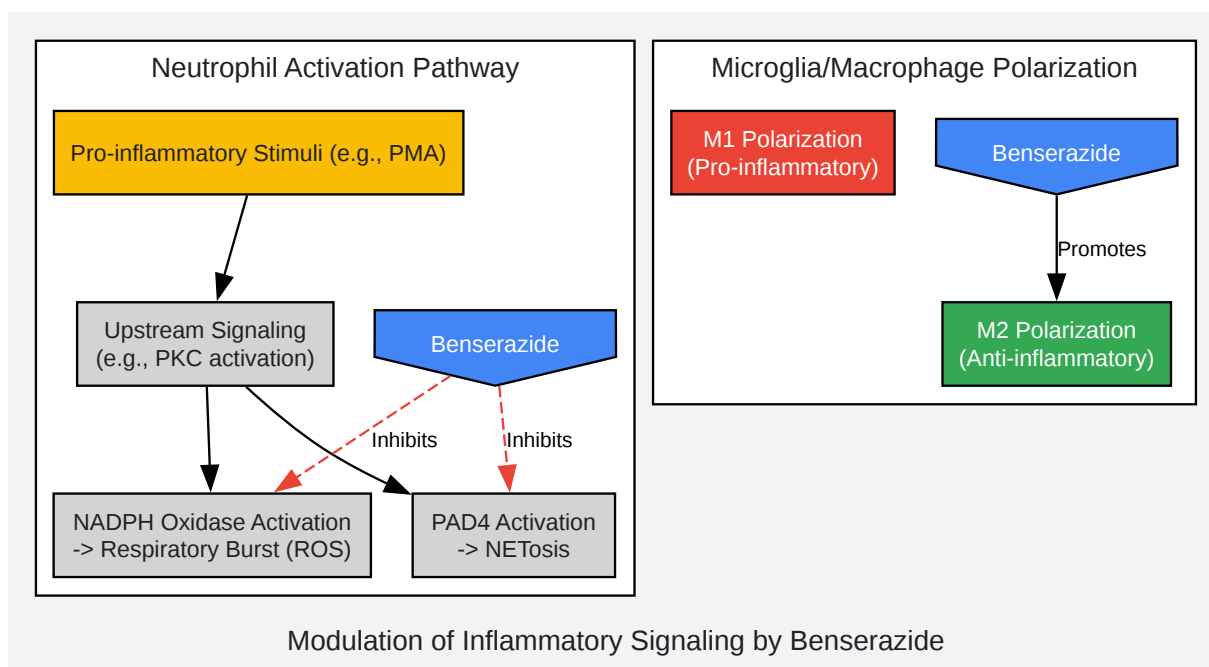 Neutrophil Activation Pathway
Pro-inflammatory Stimuli (e.g., PMA)
Upstream Signaling
(e.g., PKC activation)
Benserazide
Inhibits
Inhibits
NADPH Oxidase Activation
-> Respiratory Burst (ROS)
PAD4 Activation
-> NETosis
Microglia/Macrophage Polarization
M1 Polarization
(Pro-inflammatory)
Benserazide
Promotes
M2 Polarization
(Anti-inflammatory)
Modulation of Inflammatory Signaling by Benserazide